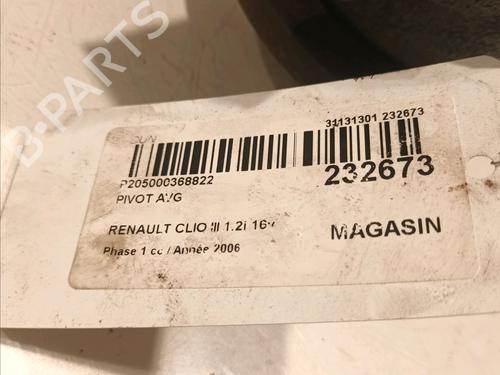 B-PARTS
31131301 232673
P205000368822
232673
PIVOT AVG
RENAULT CLIO III 1.2i 16v
MAGASIN
Phase 1 cc / Année 2006